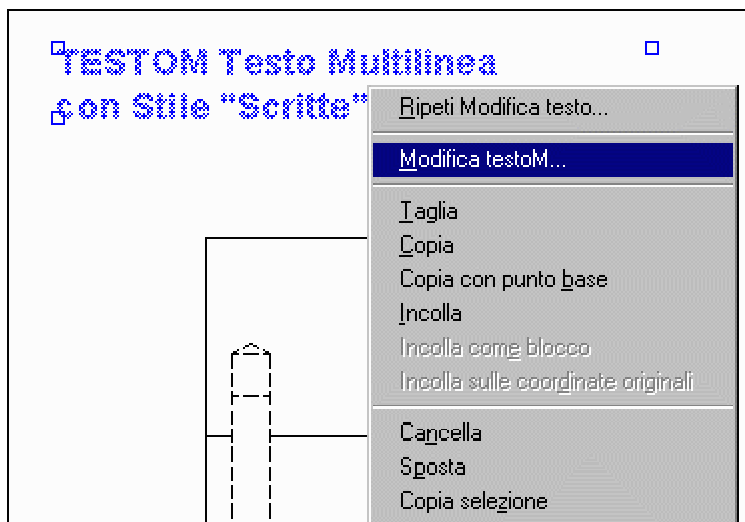 TESTOM Testo Multilinea
con Stile "Scritte"
Ripeti Modifica testo...
Modifica testoM...
Taglia
Copia
Copia con punto base
Incolla
Incolla come blocco
Incolla sulle coordinate originali
Cancella
Sposta
Copia selezione